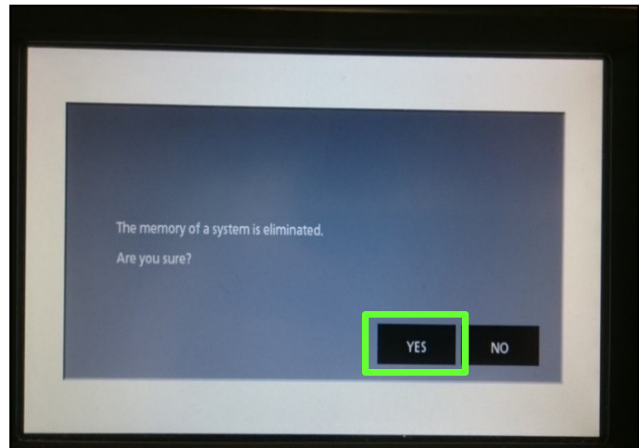 The memory of a system is eliminated.
Are you sure?
YES NO